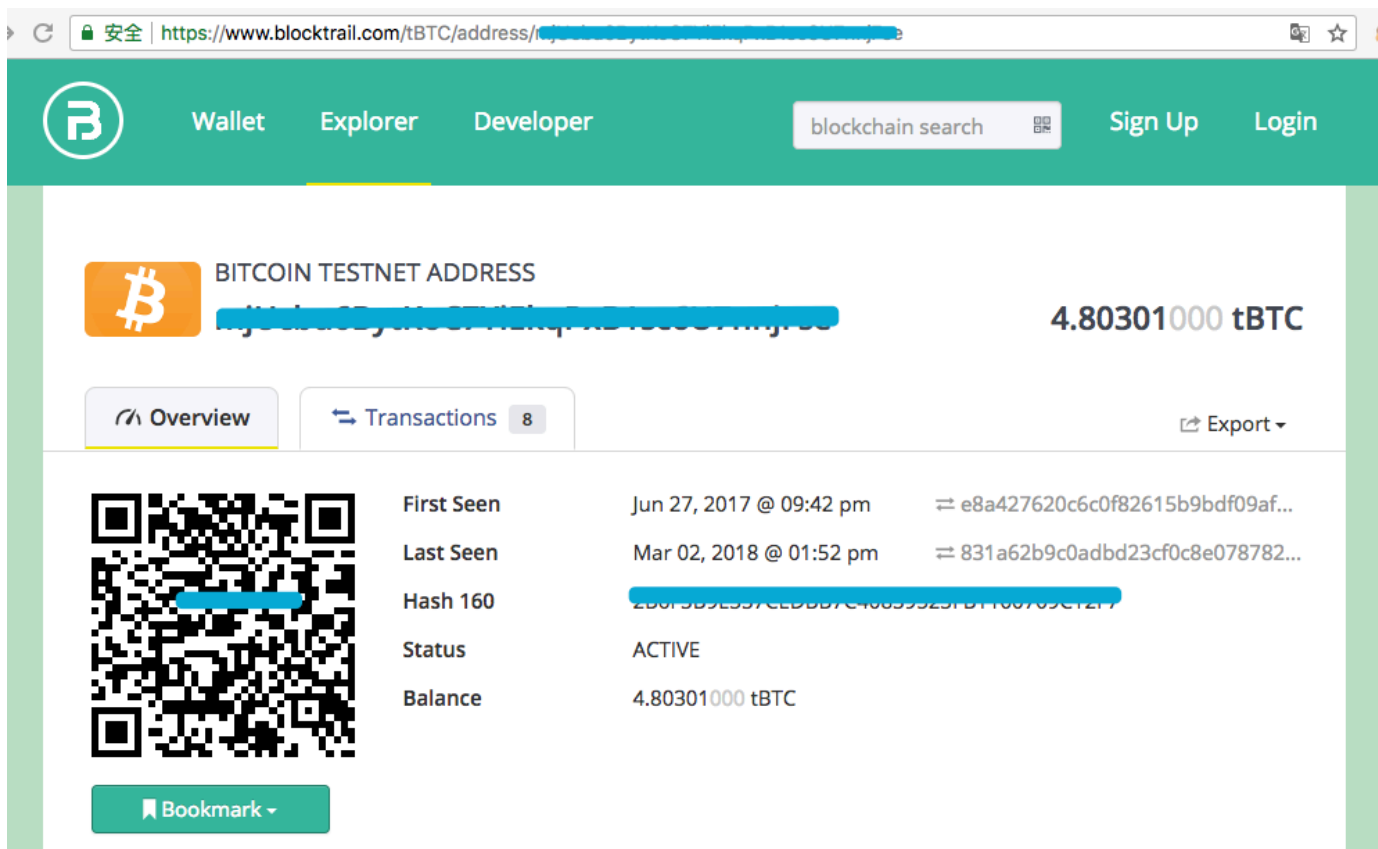 安全 | https://www.blocktrail.com/tBTC/address/
Wallet Explorer Developer blockchain search Sign Up Login
BITCOIN TESTNET ADDRESS
4.80301000 tBTC
Overview Transactions 8 Export
First Seen Jun 27, 2017 @ 09:42 pm e8a427620c6c0f82615b9bdf09af...
Last Seen Mar 02, 2018 @ 01:52 pm 831a62b9c0adbd23cf0c8e078782...
Hash 160
Status ACTIVE
Balance 4.80301000 tBTC
Bookmark